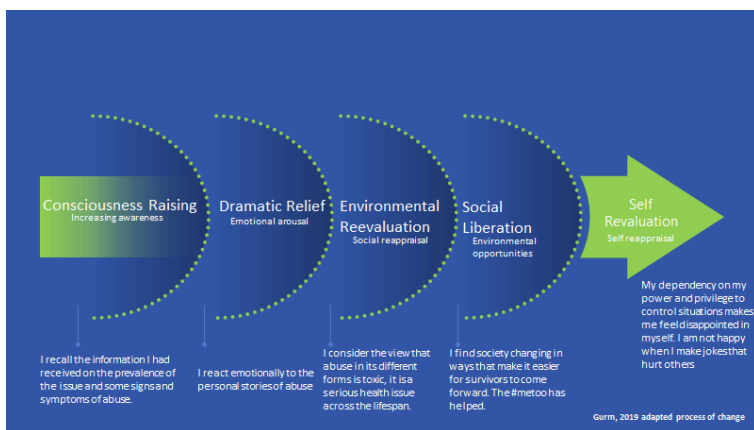 Consciousness Raising
Increasing awareness
Dramatic Relief
Emotional arousal
Environmental
Reevaluation
Social reappraisal
Social
Liberation
Environmental
opportunities
Self
Revaluation
Self reappraisal
I recall the information I had
received on the prevalence of
the issue and some signs and
symptoms of abuse.
I react emotionally to the
personal stories of abuse
I consider the view that
abuse in its different
forms is toxic, it is a
serious health issue
across the lifespan.
I find society changing in
ways that make it easier
for survivors to come
forward. The #metoo has
helped.
My dependency on my
power and privilege to
control situations makes
me feel disappointed in
myself. I am not happy
when I make jokes that
hurt others
Gurm, 2019 adapted process of change